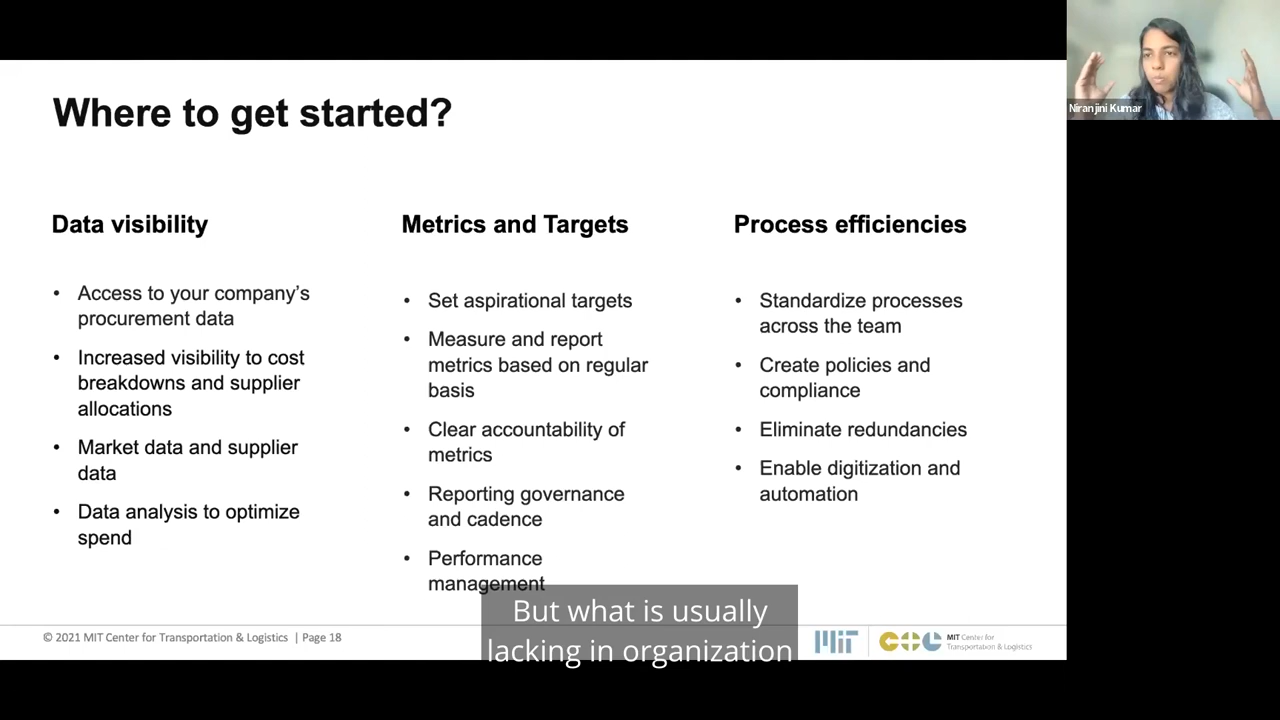 Where to get started?
Niranjini Kumar
Data visibility
• Access to your company's
procurement data
• Increased visibility to cost
breakdowns and supplier
allocations
• Market data and supplier
data
• Data analysis to optimize
spend
Metrics and Targets
• Set aspirational targets
• Measure and report
metrics based on regular
basis
• Clear accountability of
metrics
• Reporting governance
and cadence
• Performance
management
Process efficiencies
• Standardize processes
across the team
• Create policies and
compliance
• Eliminate redundancies
• Enable digitization and
automation
But what is usually
lacking in organization
© 2021 MIT Center for Transportation & Logistics | Page 18
MIT
CTL
MIT Center for
Transportation & Logistics